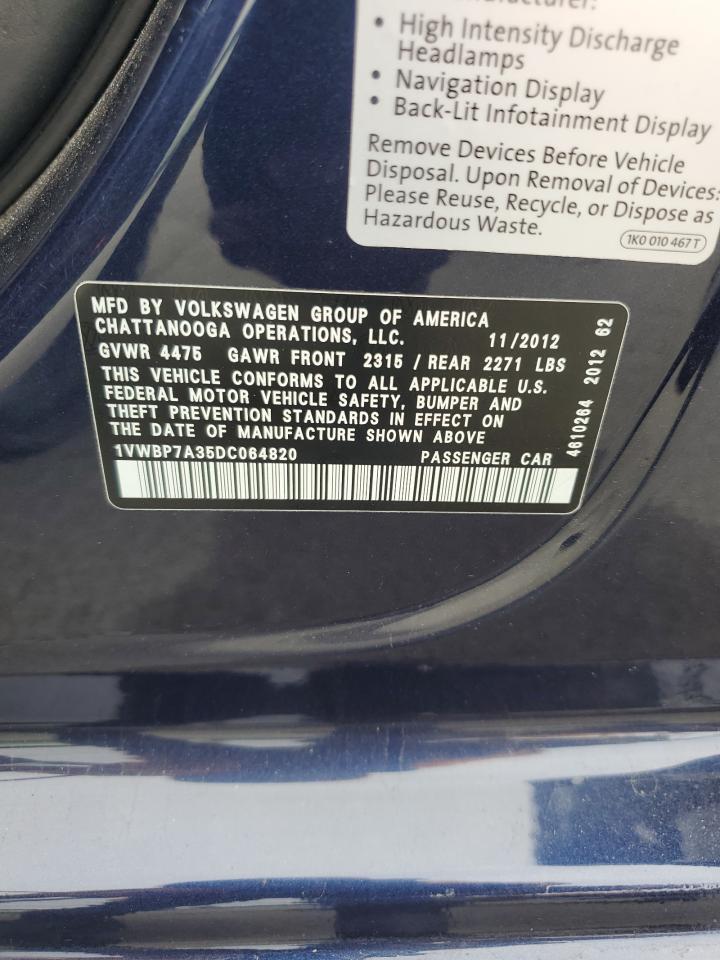 • High Intensity Discharge
Headlamps
• Navigation Display
• Back-Lit Infotainment Display
Remove Devices Before Vehicle
Disposal. Upon Removal of Devices:
Please Reuse, Recycle, or Dispose as
Hazardous Waste.
1K0 010 467 T
MFD BY VOLKSWAGEN GROUP OF AMERICA
CHATTANOOGA OPERATIONS, LLC. 11/2012
GVWR 4475 GAWR FRONT 2315 / REAR 2271 LBS
THIS VEHICLE CONFORMS TO ALL APPLICABLE U.S.
FEDERAL MOTOR VEHICLE SAFETY, BUMPER AND
THEFT PREVENTION STANDARDS IN EFFECT ON
THE DATE OF MANUFACTURE SHOWN ABOVE
1VWBP7A35DC064820 PASSENGER CAR
4610264 2012 62